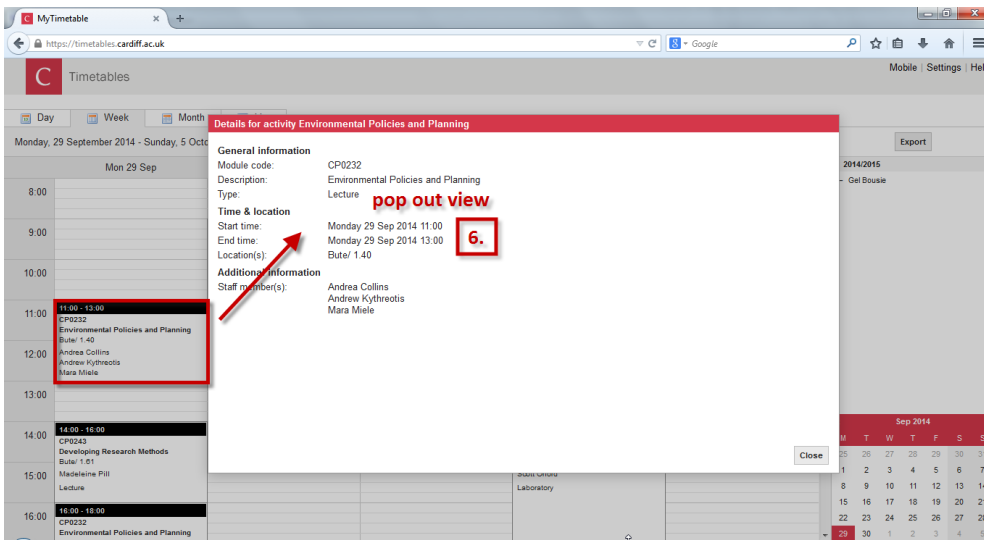 MyTimetable
https://timetables.cardiff.ac.uk
Google
C Timetables
Mobile | Settings | Hel
Day Week Month
Monday, 29 September 2014 - Sunday, 5 Octo
Export
Mon 29 Sep
8:00
9:00
10:00
11:00
12:00
13:00
14:00
15:00
16:00
11:00 - 13:00
CP0232
Environmental Policies and Planning
Bute/ 1.40
Andrea Collins
Andrew Kythreotis
Mara Miele
14:00 - 16:00
CP0243
Developing Research Methods
Bute/ 1.61
Madeleine Pill
Lecture
16:00 - 18:00
CP0232
Environmental Policies and Planning
Details for activity Environmental Policies and Planning
General information
Module code: CP0232
Description: Environmental Policies and Planning
Type: Lecture
pop out view
Time & location
Start time: Monday 29 Sep 2014 11:00
End time: Monday 29 Sep 2014 13:00
6.
Location(s): Bute/ 1.40
Additional information
Staff member(s): Andrea Collins
Andrew Kythreotis
Mara Miele
Close
Laboratory
2014/2015
- Gel Bousie
Sep 2014
M T W T F S S
25 26 27 28 29 30 31
1 2 3 4 5 6 7
8 9 10 11 12 13 14
15 16 17 18 19 20 21
22 23 24 25 26 27 28
29 30 1 2 3 4 5